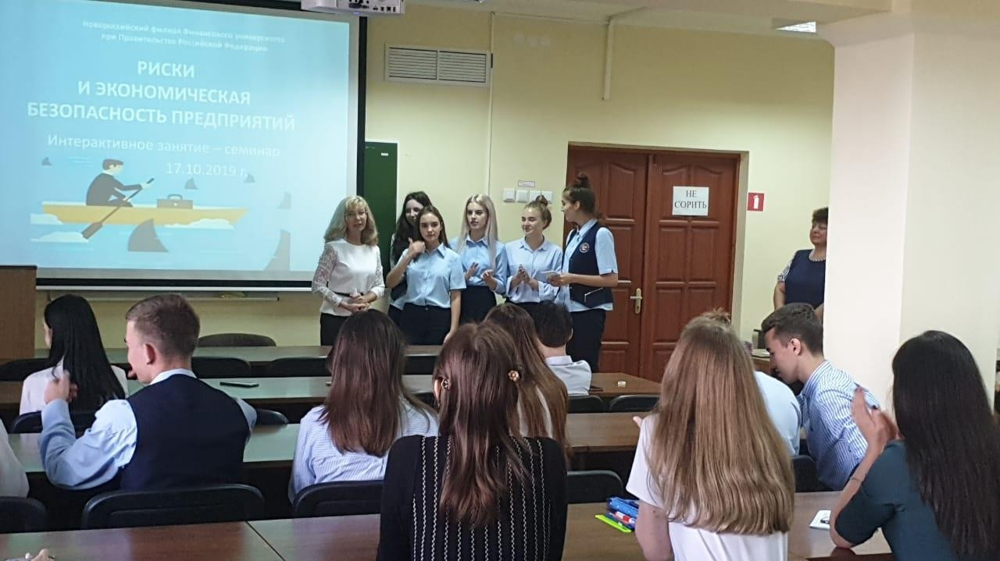 Новороссийский филиал Финансового университета
при Правительстве Российской Федерации
РИСКИ
И ЭКОНОМИЧЕСКАЯ
БЕЗОПАСНОСТЬ ПРЕДПРИЯТИЙ
Интерактивное занятие – семинар
17.10.2019 г.
НЕ
СОРИТЬ